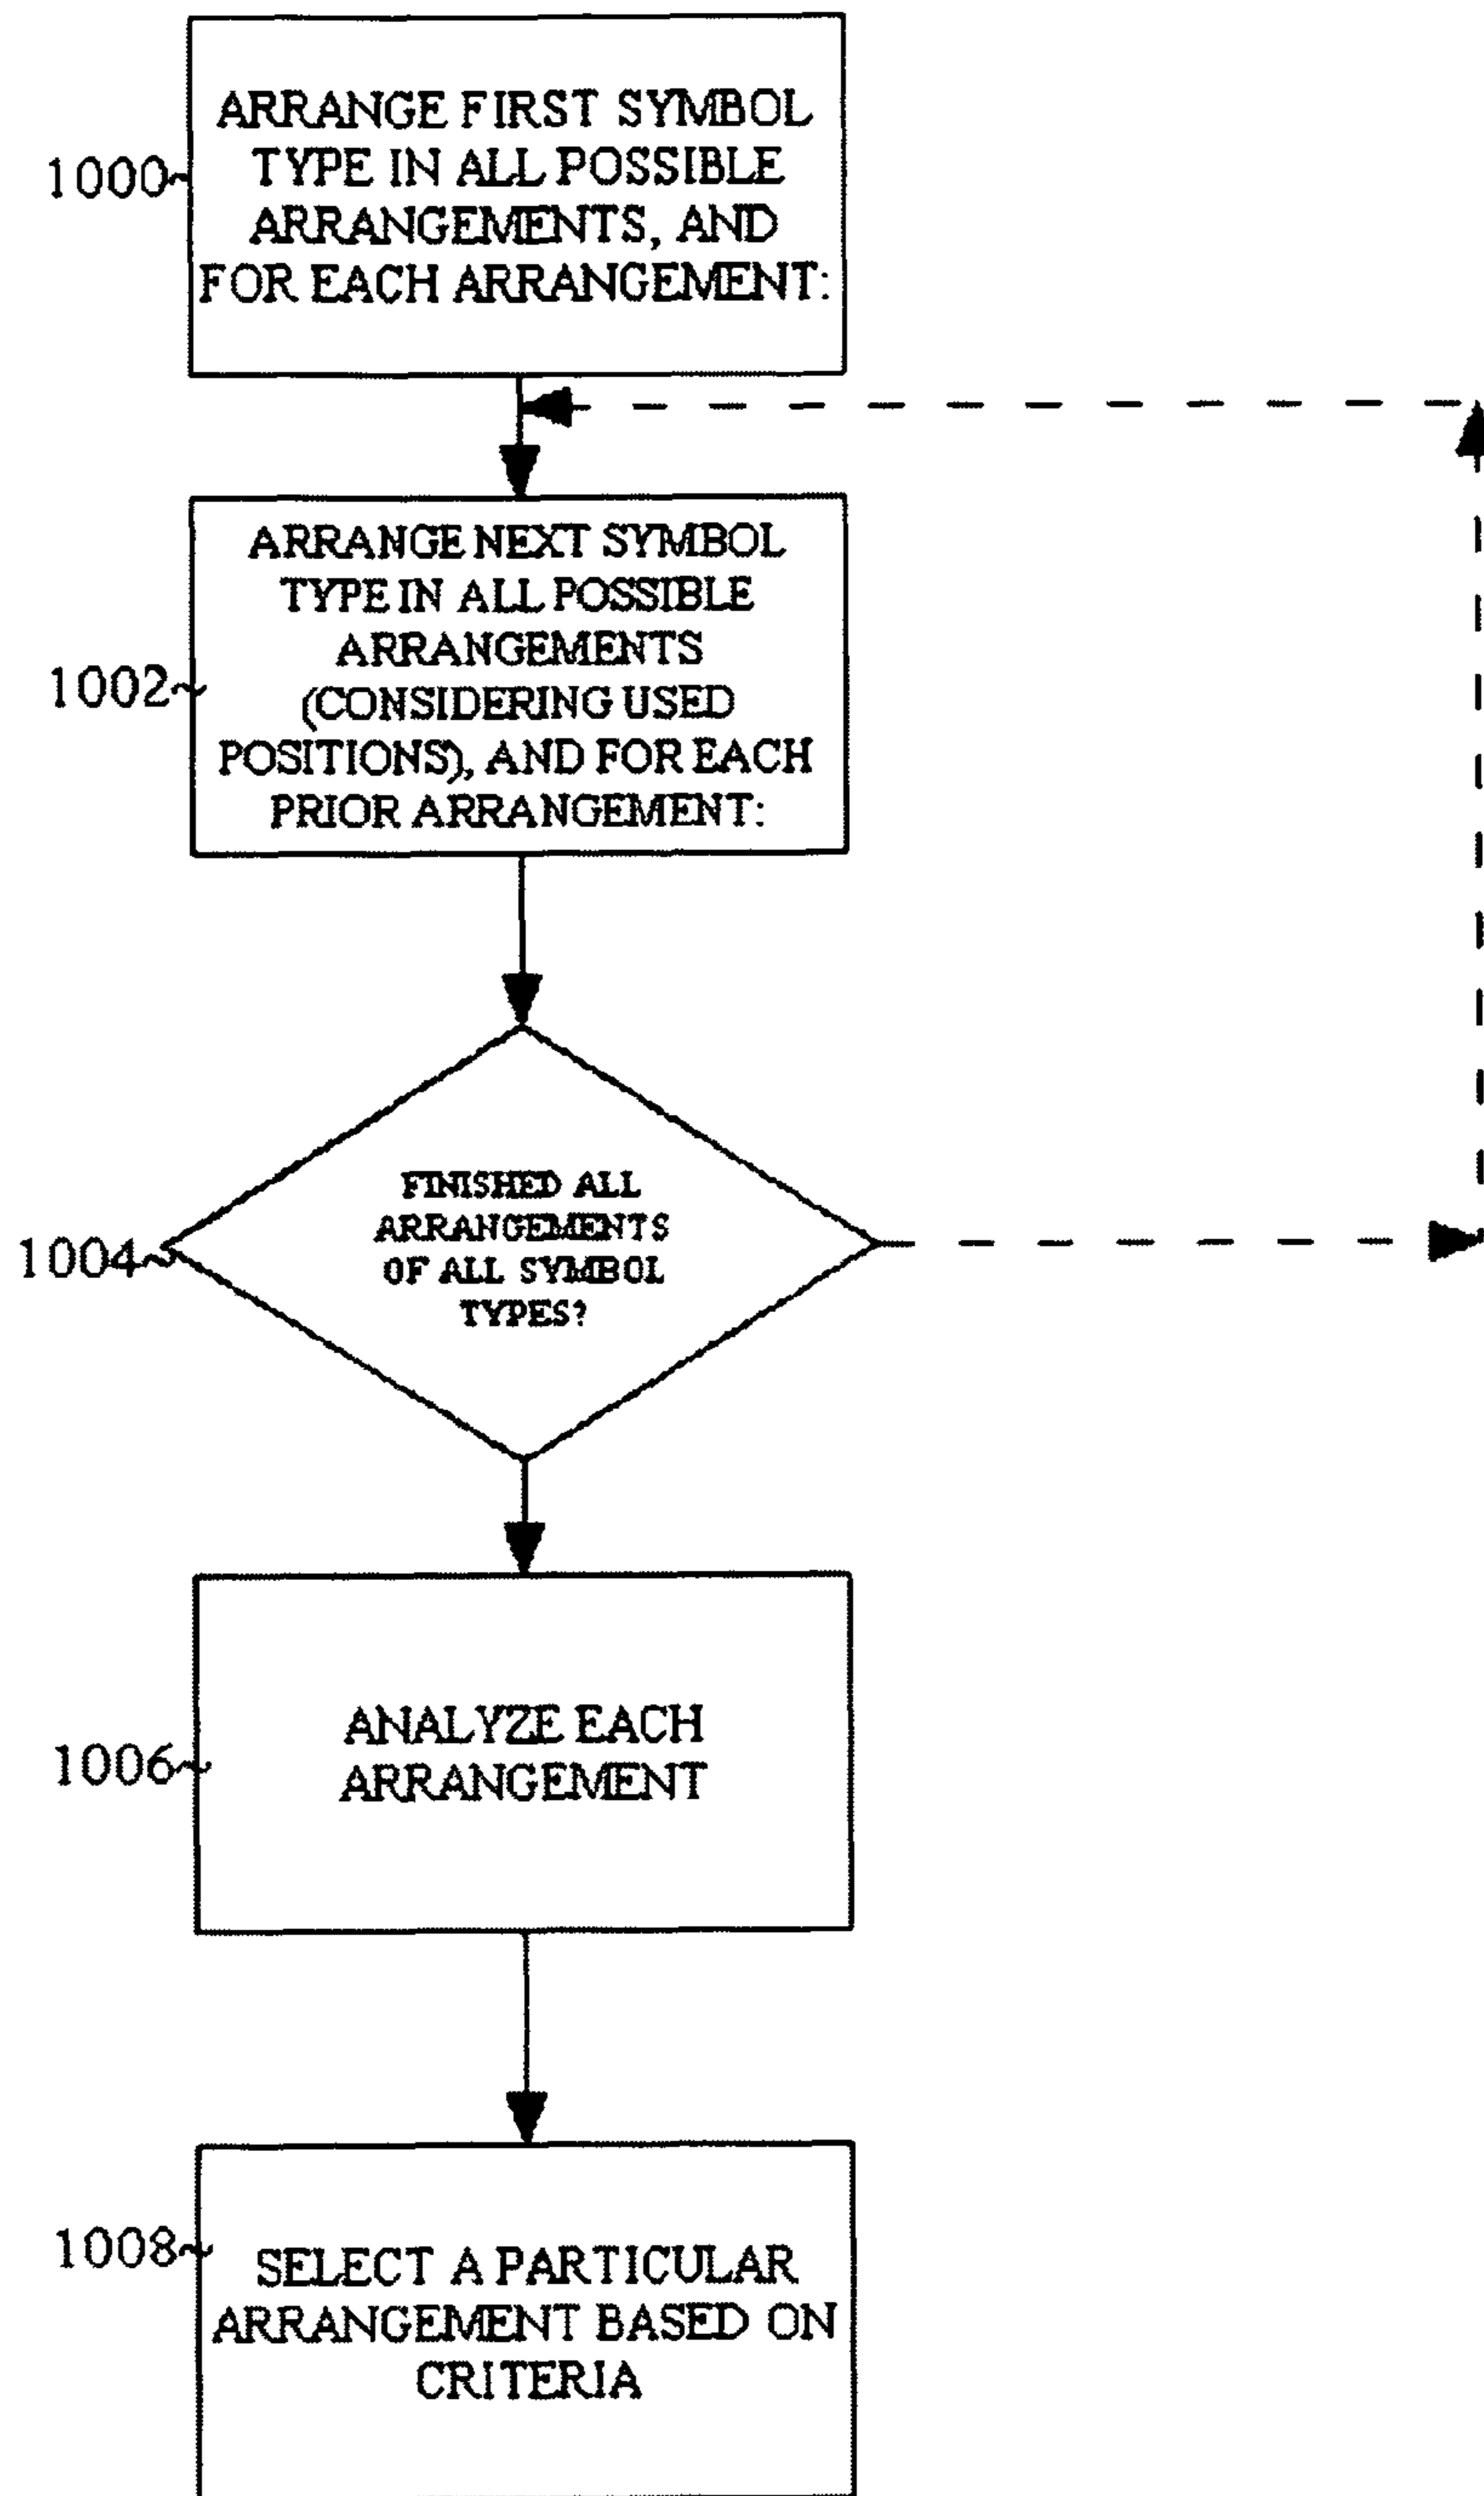 1000
ARRANGE FIRST SYMBOL
TYPE IN ALL POSSIBLE
ARRANGEMENTS, AND
FOR EACH ARRANGEMENT:
1002
ARRANGE NEXT SYMBOL
TYPE IN ALL POSSIBLE
ARRANGEMENTS
(CONSIDERING USED
POSITIONS), AND FOR EACH
PRIOR ARRANGEMENT:
1004
FINISHED ALL
ARRANGEMENTS
OF ALL SYMBOL
TYPES?
1006
ANALYZE EACH
ARRANGEMENT
1008
SELECT A PARTICULAR
ARRANGEMENT BASED ON
CRITERIA